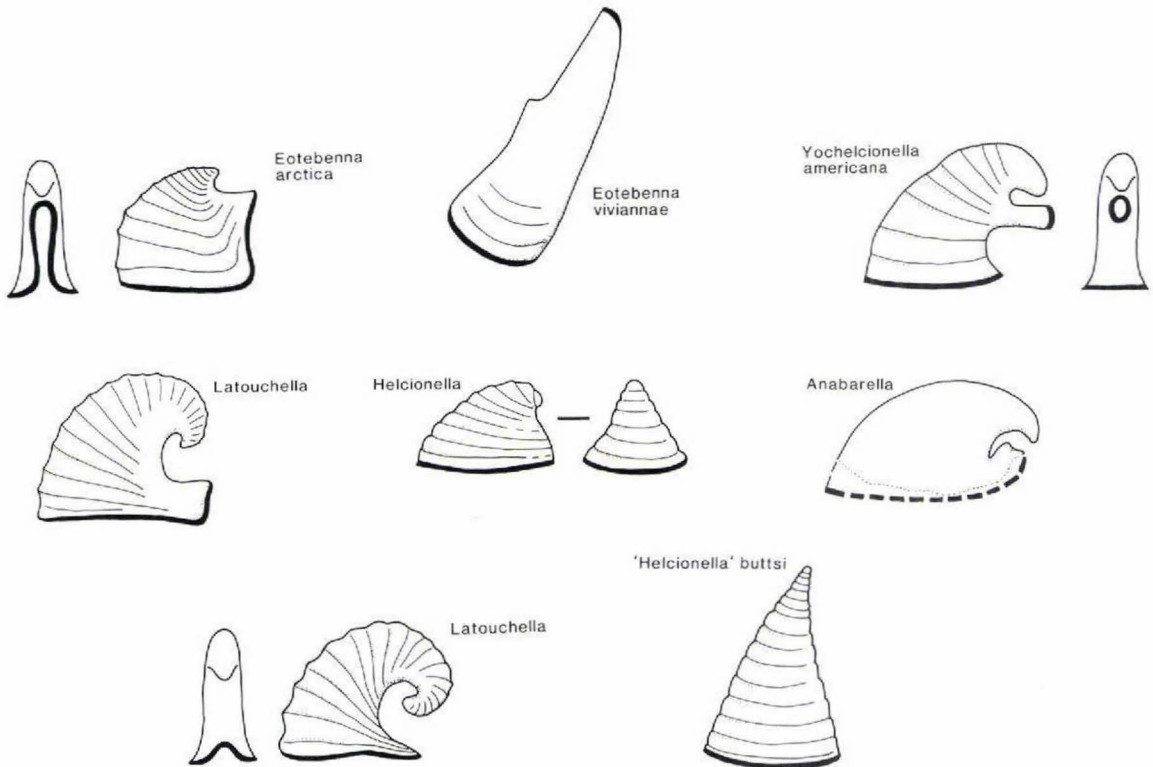 Eotebenna
arctica
Eotebenna
viviannae
Yochelcionella
americana
Latouchella
Helcionella
Anabarella
'Helcionella' buttsi
Latouchella